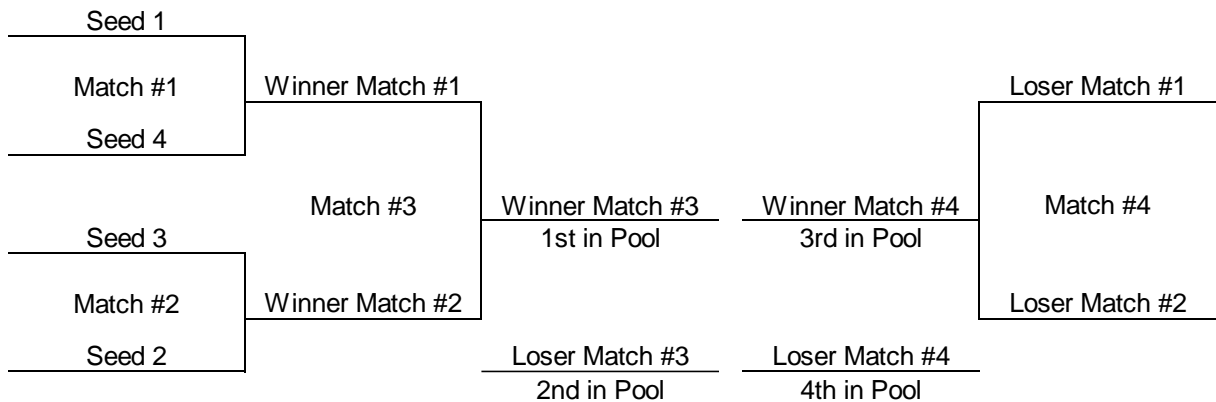 Seed 1
Match #1
Winner Match #1
Loser Match #1
Seed 4
Match #3
Winner Match #3
Winner Match #4
Match #4
1st in Pool
3rd in Pool
Seed 3
Match #2
Winner Match #2
Loser Match #2
Seed 2
Loser Match #3
Loser Match #4
2nd in Pool
4th in Pool